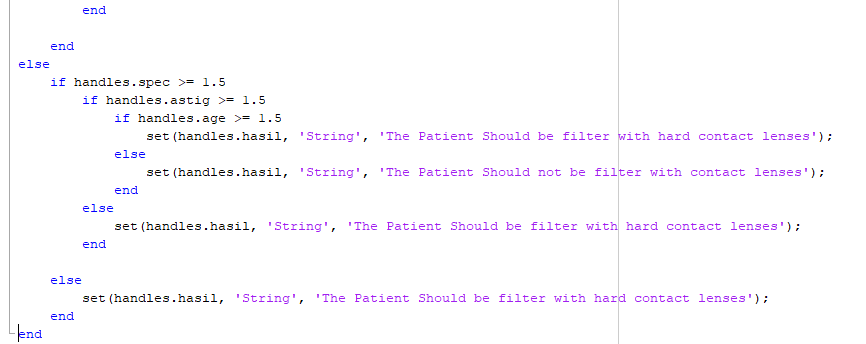 end
end
else
if handles.spec >= 1.5
if handles.astig >= 1.5
if handles.age >= 1.5
set(handles.hasil, 'String', 'The Patient Should be filter with hard contact lenses');
else
set(handles.hasil, 'String', 'The Patient Should not be filter with contact lenses');
end
else
set(handles.hasil, 'String', 'The Patient Should be filter with hard contact lenses');
end
else
set(handles.hasil, 'String', 'The Patient Should be filter with hard contact lenses');
end
end